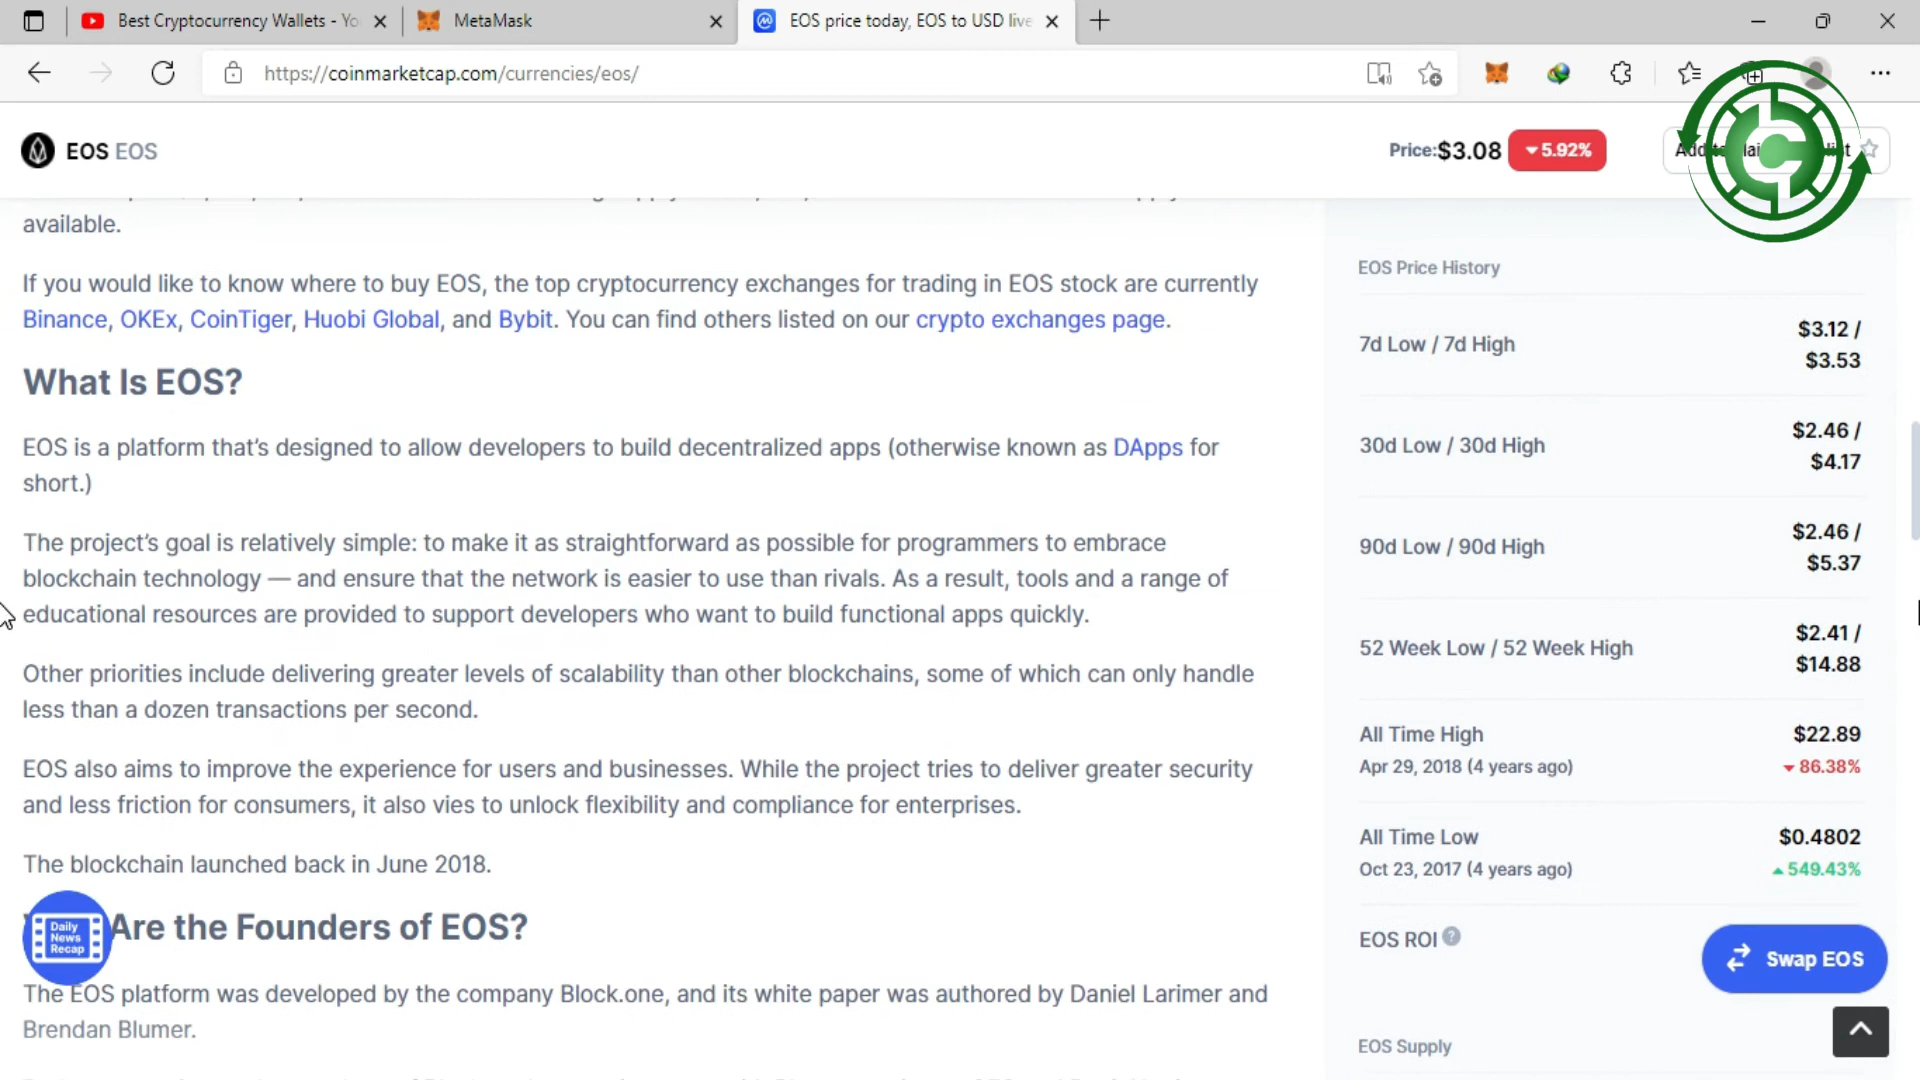 Best Cryptocurrency Wallets - Yo
MetaMask
EOS price today, EOS to USD live
https://coinmarketcap.com/currencies/eos/
EOS EOS
Price:$3.08
5.92%
available.
If you would like to know where to buy EOS, the top cryptocurrency exchanges for trading in EOS stock are currently
Binance, OKEx, CoinTiger, Huobi Global, and Bybit. You can find others listed on our crypto exchanges page.
What Is EOS?
EOS is a platform that’s designed to allow developers to build decentralized apps (otherwise known as DApps for
short.)
The project’s goal is relatively simple: to make it as straightforward as possible for programmers to embrace
blockchain technology — and ensure that the network is easier to use than rivals. As a result, tools and a range of
educational resources are provided to support developers who want to build functional apps quickly.
Other priorities include delivering greater levels of scalability than other blockchains, some of which can only handle
less than a dozen transactions per second.
EOS also aims to improve the experience for users and businesses. While the project tries to deliver greater security
and less friction for consumers, it also vies to unlock flexibility and compliance for enterprises.
The blockchain launched back in June 2018.
Are the Founders of EOS?
Daily
News
Recap
The EOS platform was developed by the company Block.one, and its white paper was authored by Daniel Larimer and
Brendan Blumer.
EOS Price History
7d Low / 7d High
$3.12 /
$3.53
30d Low / 30d High
$2.46 /
$4.17
90d Low / 90d High
$2.46 /
$5.37
52 Week Low / 52 Week High
$2.41 /
$14.88
All Time High
$22.89
Apr 29, 2018 (4 years ago)
86.38%
All Time Low
$0.4802
Oct 23, 2017 (4 years ago)
549.43%
EOS ROI
Swap EOS
EOS Supply